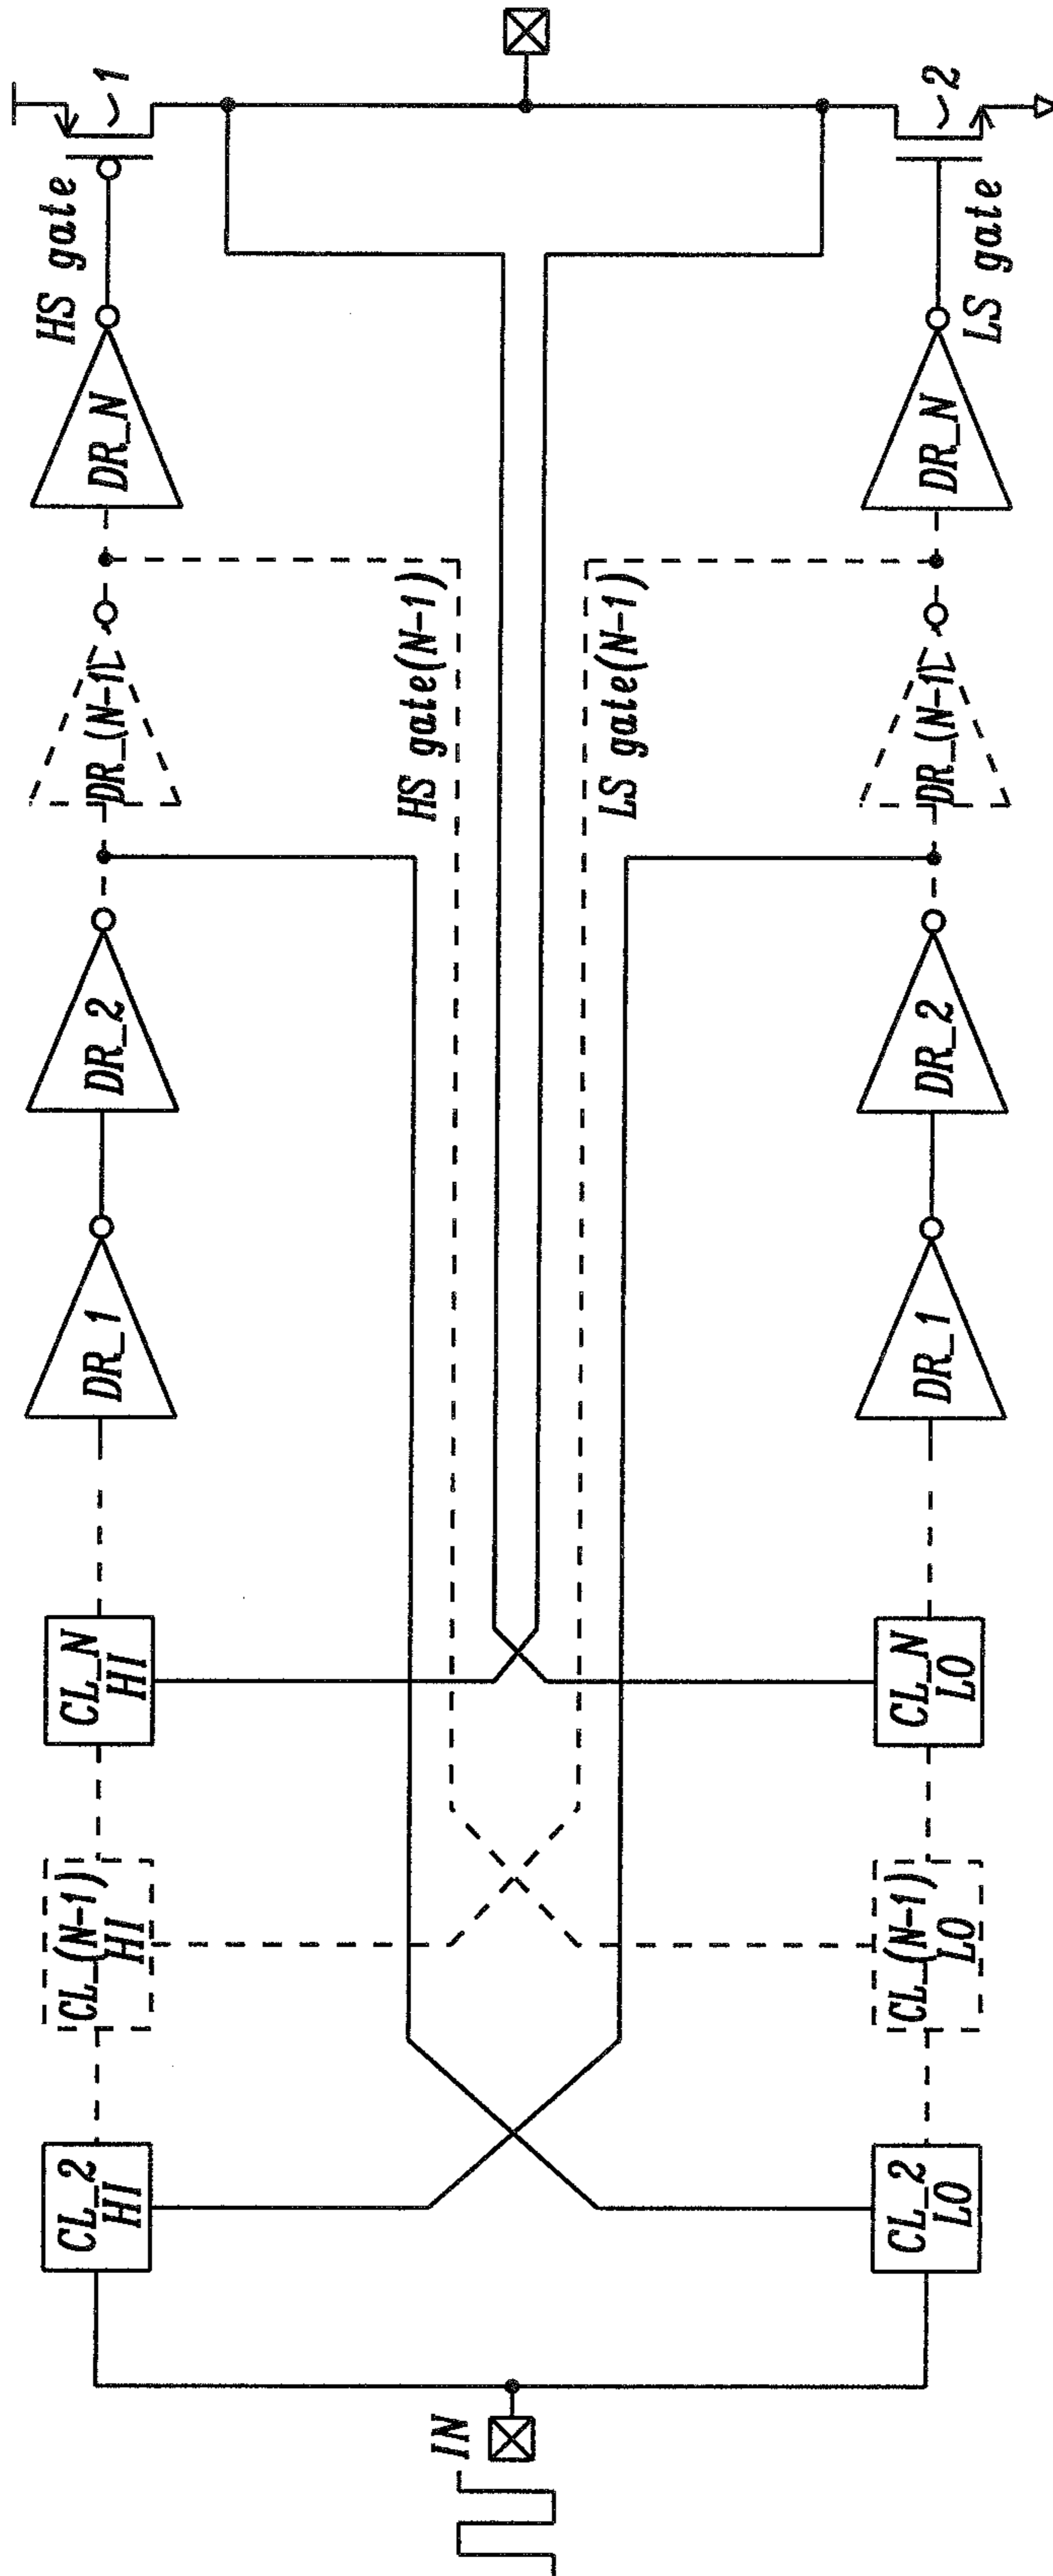 IN
CL_2
HI
CL_(N-1)
HI
CL_N
HI
DR_1
DR_2
DR_(N-1)
DR_N
HS gate
1
HS gate(N-1)
LS gate(N-1)
CL_2
LO
CL_(N-1)
LO
CL_N
LO
DR_1
DR_2
DR_(N-1)
DR_N
LS gate
2